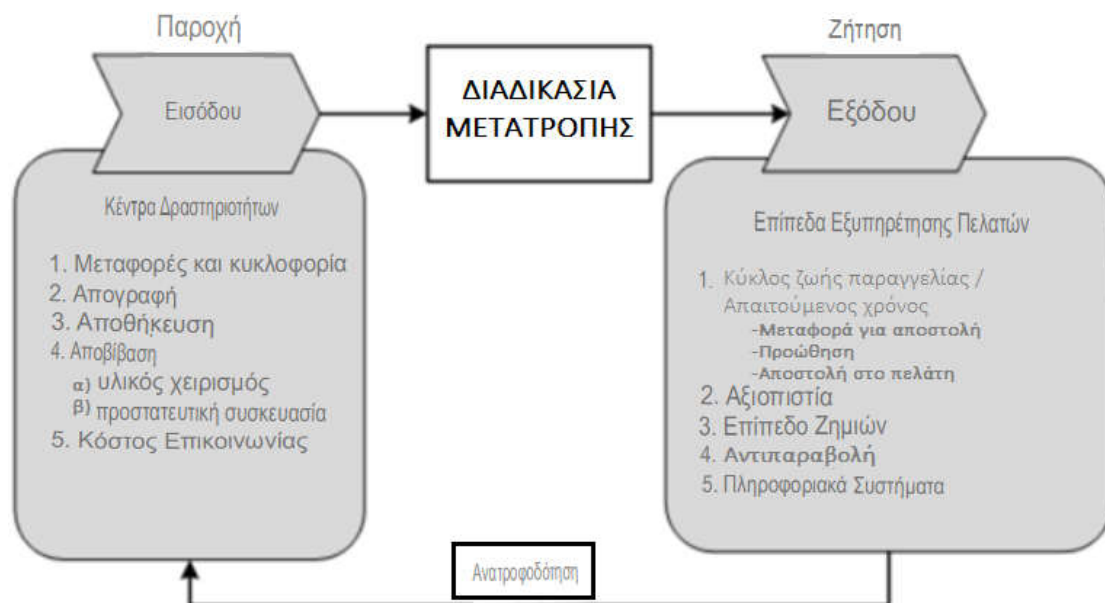 Παροχή
Εισόδου
ΔΙΑΔΙΚΑΣΙΑ
ΜΕΤΑΤΡΟΠΗΣ
Ζήτηση
Εξόδου
Κέντρα Δραστηριοτήτων
1. Μεταφορές και κυκλοφορία
2. Απογραφή
3. Αποθήκευση
4. Αποβίβαση
α) υλικός χειρισμός
β) προστατευτική συσκευασία
5. Κόστος Επικοινωνίας
Επίπεδα Εξυπηρέτησης Πελατών
1. Κύκλος ζωής παραγγελίας /
Απαιτούμενος χρόνος
-Μεταφορά για αποστολή
-Προώθηση
-Αποστολή στο πελάτη
2. Αξιοπιστία
3. Επίπεδο Ζημιών
4. Αντιπαραβολή
5. Πληροφοριακά Συστήματα
Ανατροφοδότηση